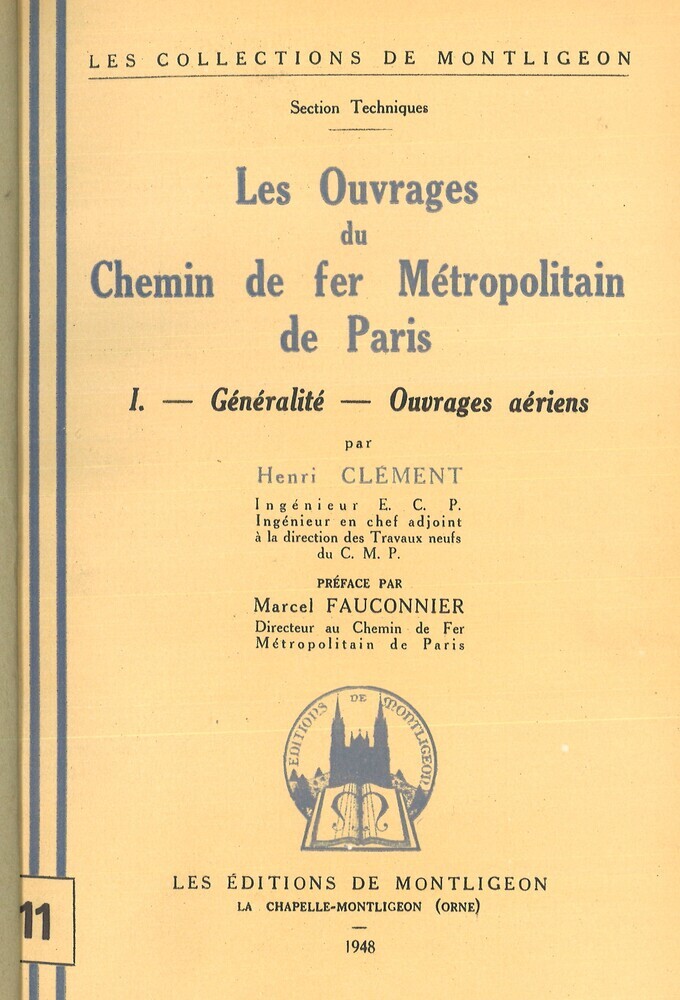 LES COLLECTIONS DE MONTLIGEON
Section Techniques
Les Ouvrages
du
Chemin de fer Métropolitain
de Paris
I. — Généralité — Ouvrages aériens
par
Henri CLÉMENT
Ingénieur E. C. P.
Ingénieur en chef adjoint
à la direction des Travaux neufs
du C. M. P.
PRÉFACE PAR
Marcel FAUCONNIER
Directeur au Chemin de Fer
Métropolitain de Paris
EDITIONS DE MONTLIGEON
LES ÉDITIONS DE MONTLIGEON
LA CHAPELLE-MONTLIGEON (ORNE)
1948
11